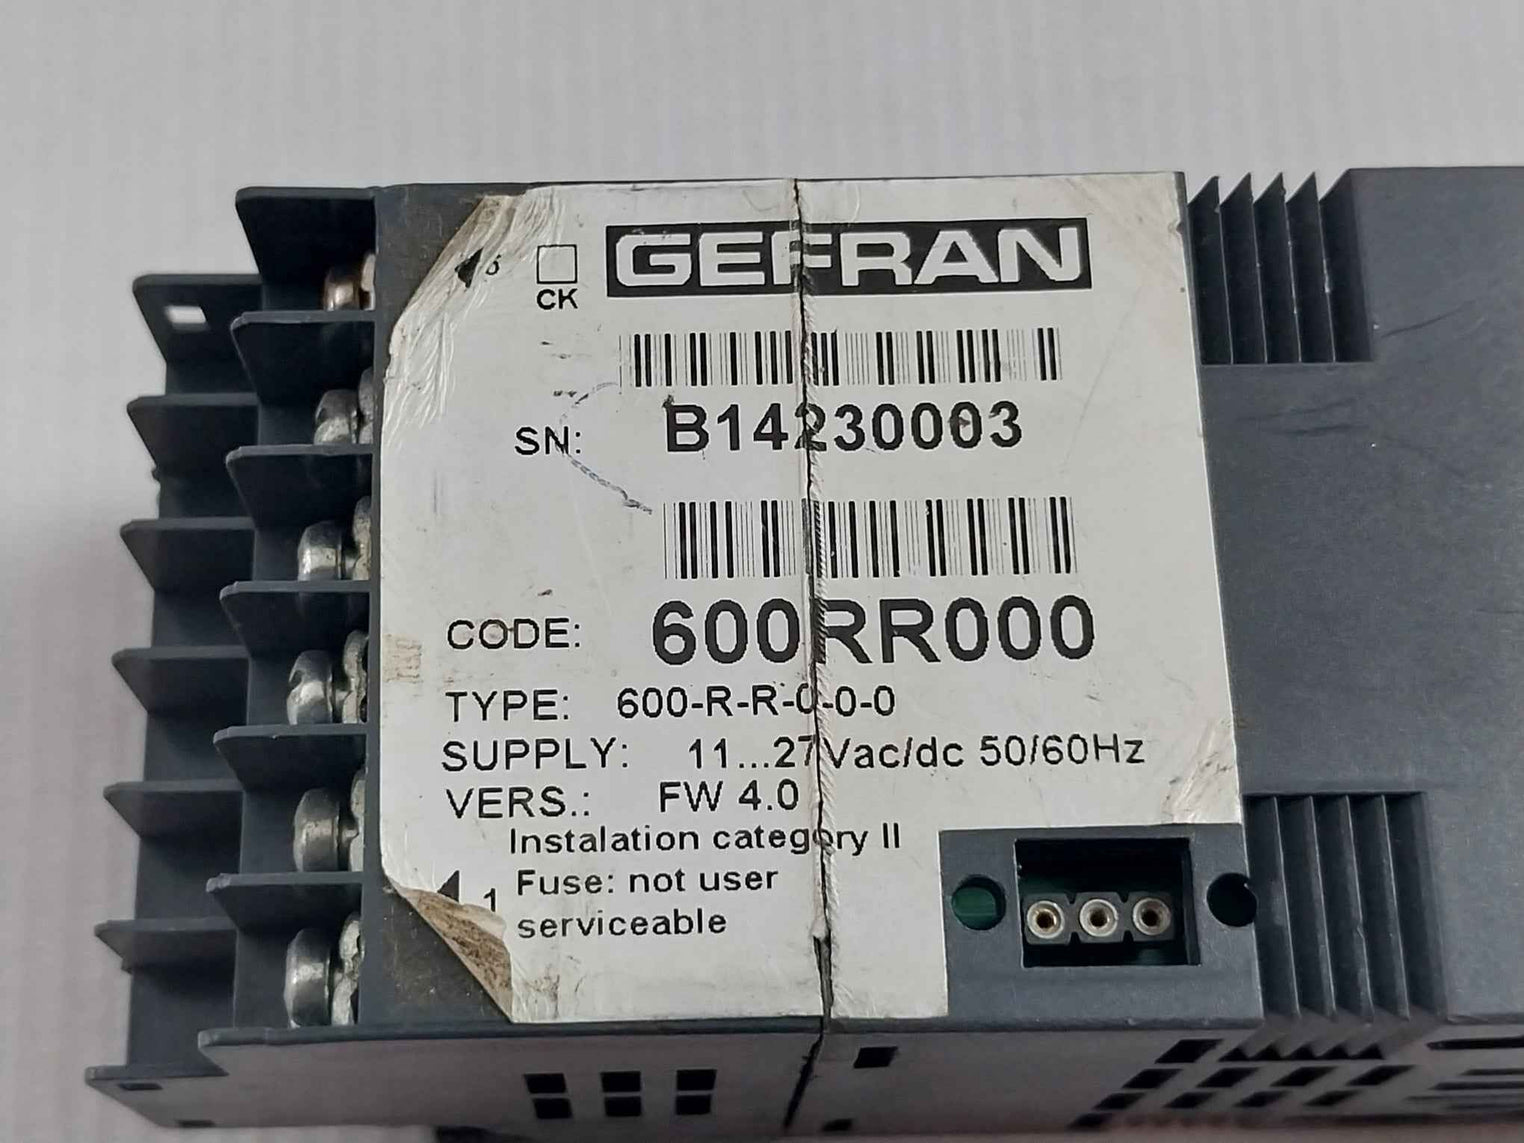 6
CK
GEFRAN
SN: B14230003
CODE: 600RR000
TYPE: 600-R-R-0-0-0
SUPPLY: 11...27Vac/dc 50/60Hz
VERS.: FW 4.0
Instalation category II
1 Fuse: not user
serviceable